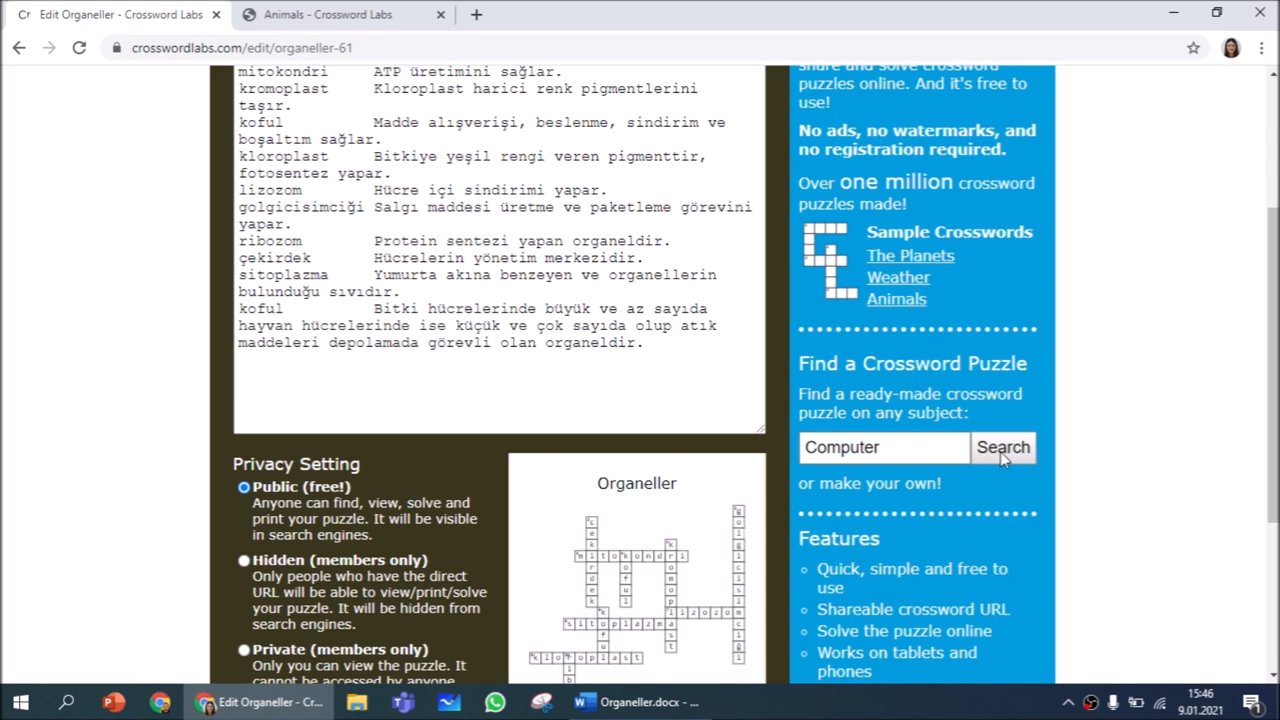 Edit Organeller - Crossword Labs
Animals - Crossword Labs
crosswordlabs.com/edit/organeller-61
mitokondri ATP üretimini sağlar.
kromoplast Kloroplast harici renk pigmentlerini
taşır.
koful Madde alışverişi, beslenme, sindirim ve
boşaltım sağlar.
kloroplast Bitkiye yeşil rengi veren pigmenttir,
fotosentez yapar.
lizozom Hücre içi sindirimi yapar.
golgicisimciği Salgı maddesi üretme ve paketleme görevini
yapar.
ribozom Protein sentezi yapan organeldir.
çekirdek Hücrelerin yönetim merkezidir.
sitoplazma Yumurta akına benzeyen ve organellerin
bulunduğu sıvıdır.
koful Bitki hücrelerinde büyük ve az sayıda
hayvan hücrelerinde ise küçük ve çok sayıda olup atık
maddeleri depolamada görevli olan organeldir.
Privacy Setting
Public (free!)
Anyone can find, view, solve and
print your puzzle. It will be visible
in search engines.
Hidden (members only)
Only people who have the direct
URL will be able to view/print/solve
your puzzle. It will be hidden from
search engines.
Private (members only)
Only you can view the puzzle. It
cannot be accessed by anyone
Organeller
share and solve crossword
puzzles online. And it's free to
use!
No ads, no watermarks, and
no registration required.
Over one million crossword
puzzles made!
Sample Crosswords
The Planets
Weather
Animals
Find a Crossword Puzzle
Find a ready-made crossword
puzzle on any subject:
Computer
Search
or make your own!
Features
Quick, simple and free to
use
Shareable crossword URL
Solve the puzzle online
Works on tablets and
phones
Edit Organeller - Cr...
Organeller.docx - ...
15:46
9.01.2021